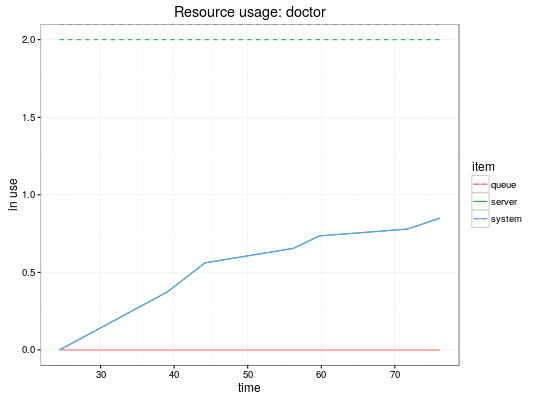 Resource usage: doctor
2.0
1.5
1.0
0.5
0.0
in use
30 40 50 60 70
time
item
queue
server
system